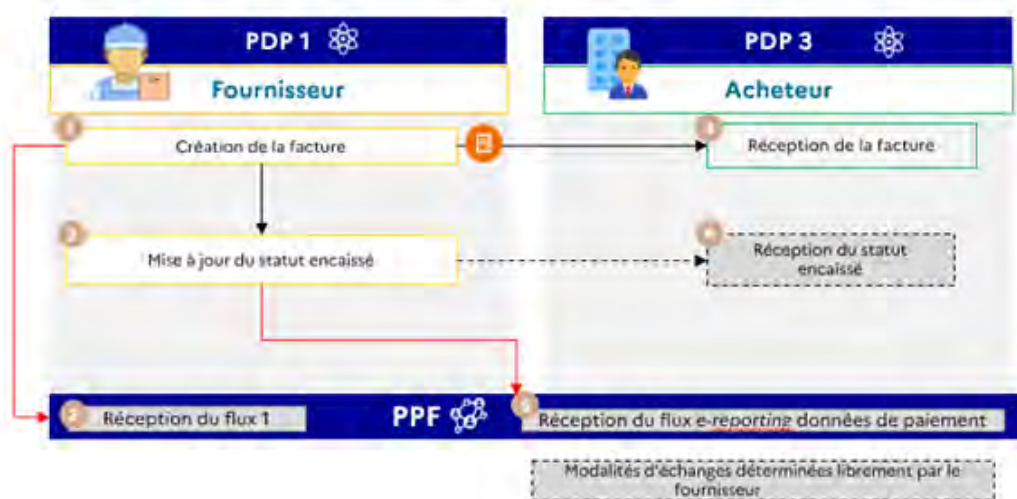 PDP 1
PDP 3
Fournisseur
Acheteur
Création de la facture
Réception de la facture
Mise à jour du statut encaissé
Réception du statut
encaissé
Réception du flux 1
PPF
Réception du flux e-reporting données de paiement
Modalités d'échanges déterminées librement par le
fournisseur